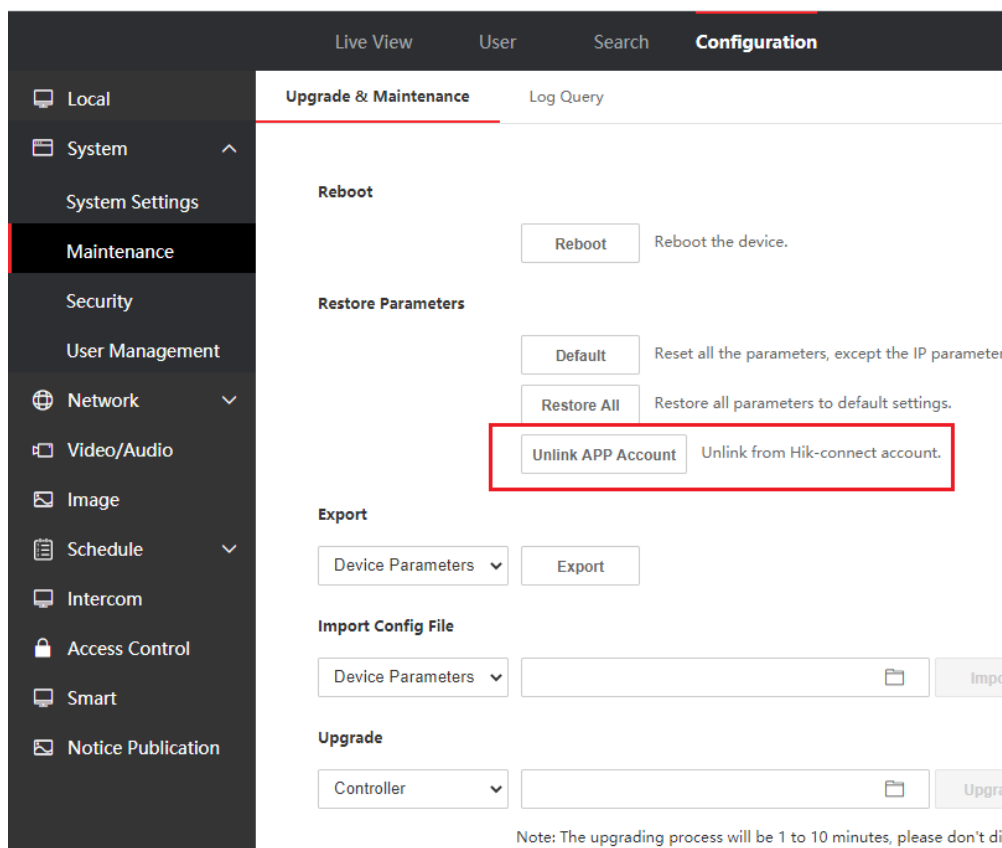 Live View User Search Configuration
Local
System
System Settings
Maintenance
Security
User Management
Network
Video/Audio
Image
Schedule
Intercom
Access Control
Smart
Notice Publication
Upgrade & Maintenance Log Query
Reboot
Reboot Reboot the device.
Restore Parameters
Default Reset all the parameters, except the IP parameter
Restore All Restore all parameters to default settings.
Unlink APP Account Unlink from Hik-connect account.
Export
Device Parameters Export
Import Config File
Device Parameters Impo
Upgrade
Controller Upgra
Note: The upgrading process will be 1 to 10 minutes, please don't di